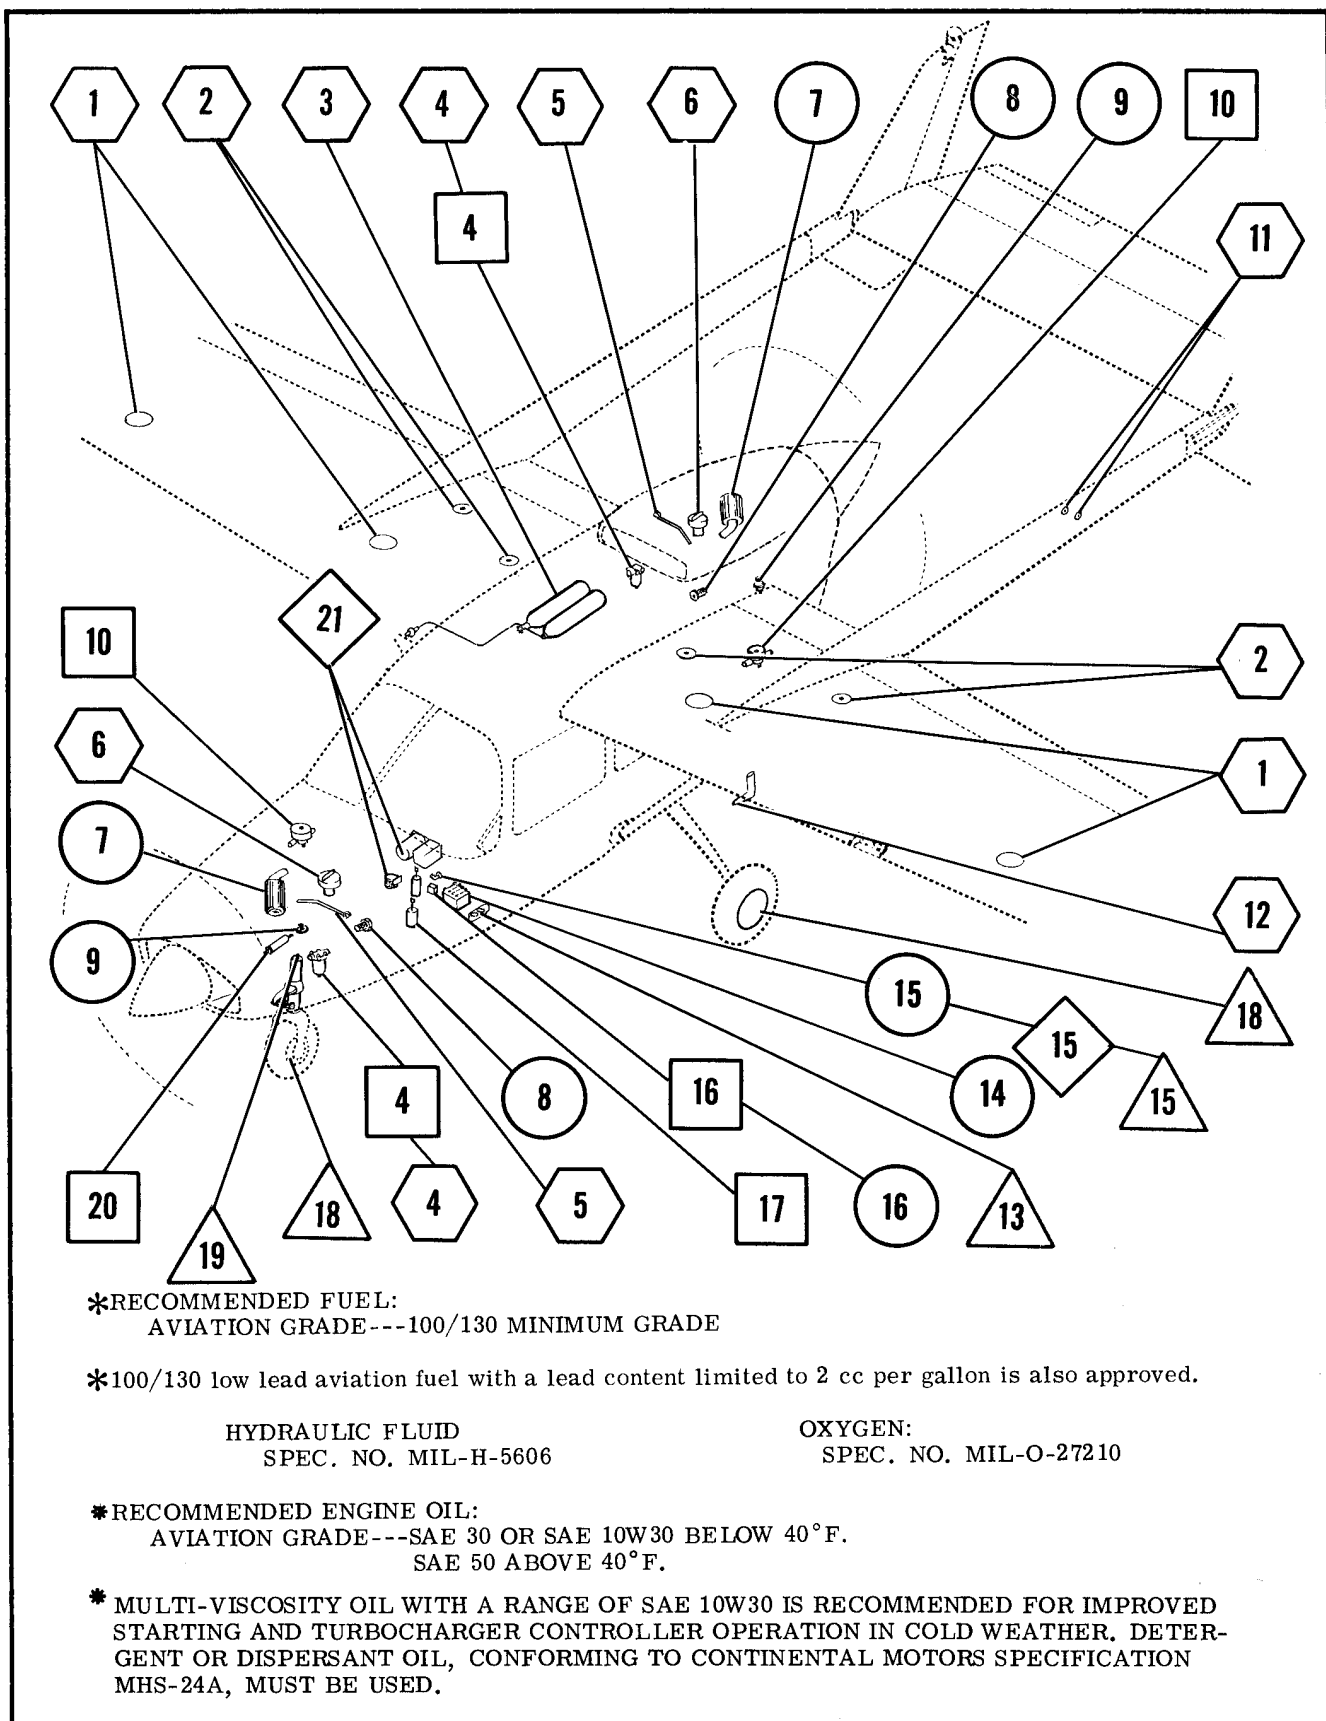 1 2 3 4 5 6 7 8 9 10
4
11
10
21
2
6
1
7
12
9
15
18
15
4
8
16
14
15
20
18
4
5
17
16
13
19
*RECOMMENDED FUEL:
AVIATION GRADE---100/130 MINIMUM GRADE
*100/130 low lead aviation fuel with a lead content limited to 2 cc per gallon is also approved.
HYDRAULIC FLUID
SPEC. NO. MIL-H-5606
OXYGEN:
SPEC. NO. MIL-O-27210
*RECOMMENDED ENGINE OIL:
AVIATION GRADE---SAE 30 OR SAE 10W30 BELOW 40°F.
SAE 50 ABOVE 40°F.
* MULTI-VISCOSITY OIL WITH A RANGE OF SAE 10W30 IS RECOMMENDED FOR IMPROVED
STARTING AND TURBOCHARGER CONTROLLER OPERATION IN COLD WEATHER. DETER-
GENT OR DISPERSANT OIL, CONFORMING TO CONTINENTAL MOTORS SPECIFICATION
MHS-24A, MUST BE USED.